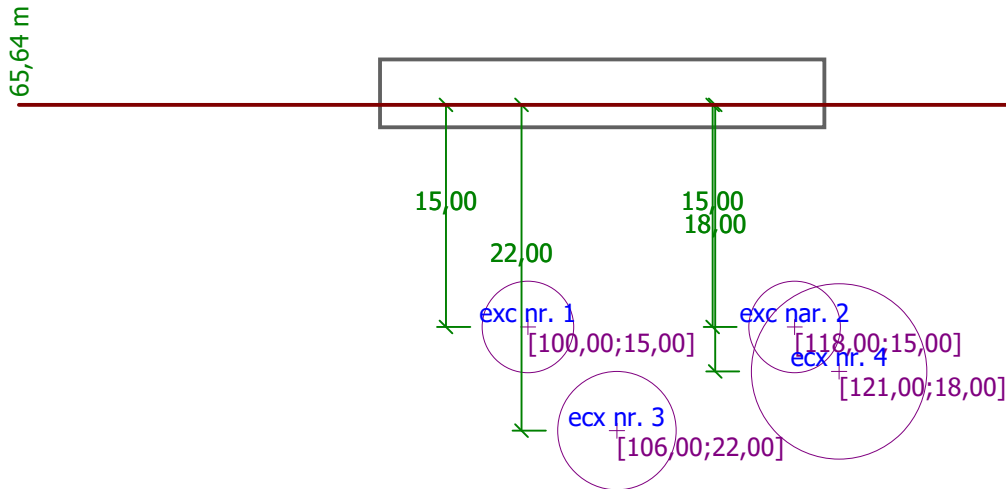 65,64 m
15,00
15,00
18,00
22,00
exc nr. 1
[100,00;15,00]
exc nar. 2
[118,00;15,00]
ecx nr. 4
[121,00;18,00]
ecx nr. 3
[106,00;22,00]